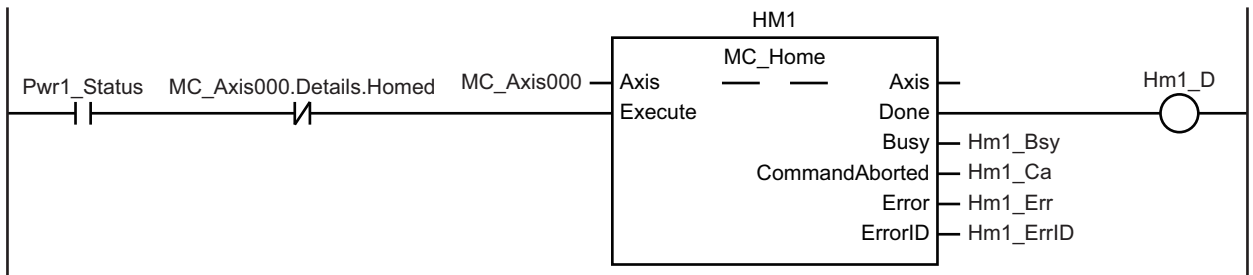 HM1
MC_Home
Pwr1_Status MC_Axis000.Details.Homed MC_Axis000 Axis Axis Hm1_D
Execute Done
Busy Hm1_Bsy
CommandAborted Hm1_Ca
Error Hm1_Err
ErrorID Hm1_ErrID